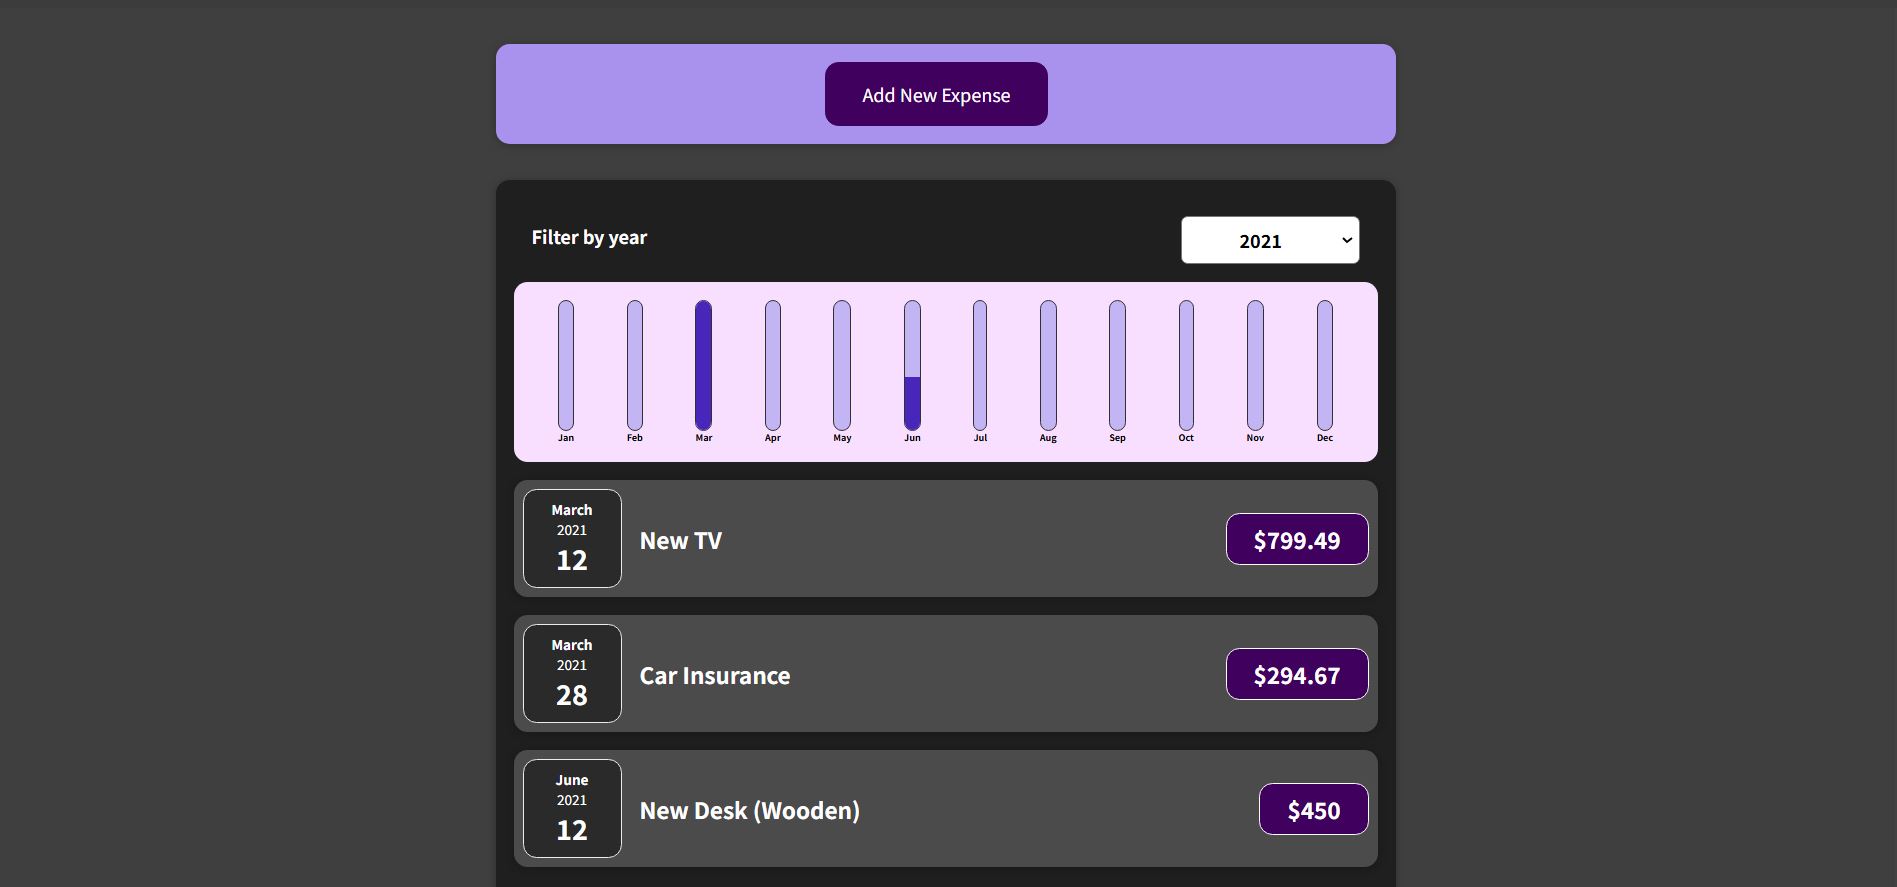 Add New Expense
Filter by year
2021
Jan Feb Mar Apr May Jun Jul Aug Sep Oct Nov Dec
March
2021
12
New TV
$799.49
March
2021
28
Car Insurance
$294.67
June
2021
12
New Desk (Wooden)
$450